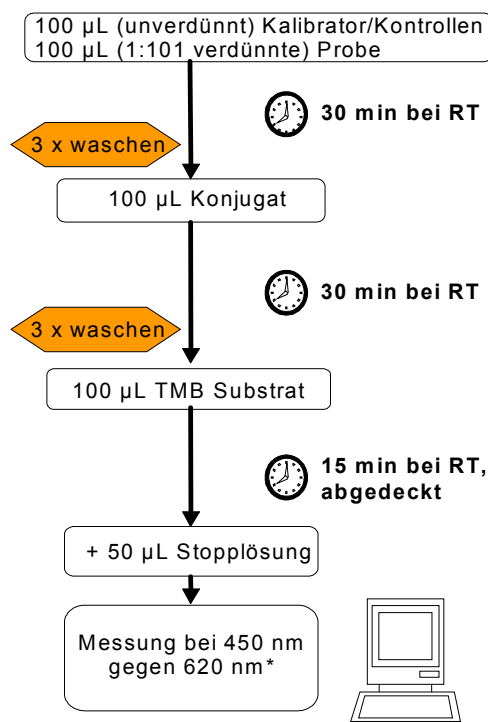 100 µL (unverdünnt) Kalibrator/Kontrollen
100 µL (1:101 verdünnte) Probe
30 min bei RT
3 x waschen
100 µL Konjugat
30 min bei RT
3 x waschen
100 µL TMB Substrat
15 min bei RT,
abgedeckt
+ 50 µL Stopplösung
Messung bei 450 nm
gegen 620 nm*